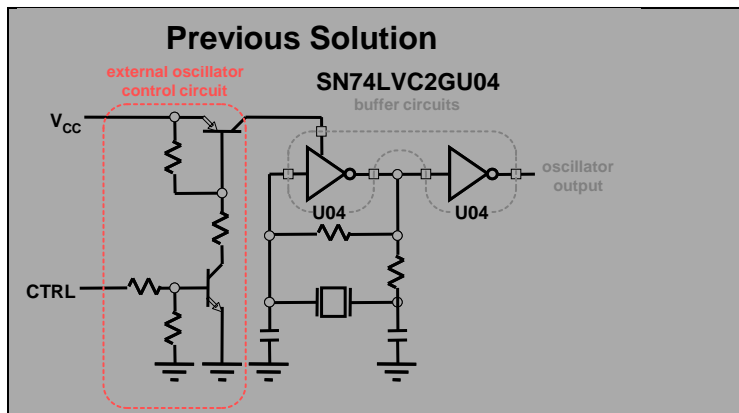 Previous Solution
external oscillator
control circuit
SN74LVC2GU04
buffer circuits
VCC
oscillator
output
U04
U04
CTRL